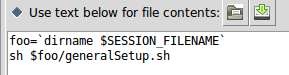 Use text below for file contents:
foo=`dirname $SESSION_FILENAME`
sh $foo/generalSetup.sh